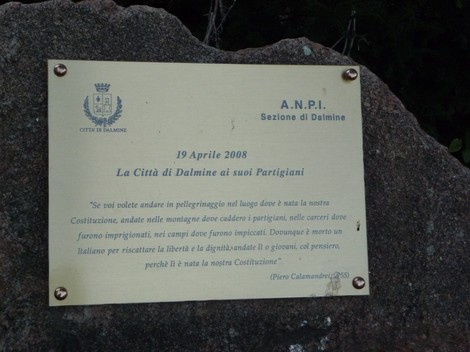 CITTÀ DI DALMINE
A.N.P.I.
Sezione di Dalmine
19 Aprile 2008
La Città di Dalmine ai suoi Partigiani
"Se voi volete andare in pellegrinaggio nel luogo dove è nata la nostra
Costituzione, andate nelle montagne dove caddero i partigiani, nelle carceri dove
furono imprigionati, nei campi dove furono impiccati. Dovunque è morto un
Italiano per riscattare la libertà e la dignità,andate lì o giovani, col pensiero,
perchè lì è nata la nostra Costituzione"
(Piero Calamandrei,